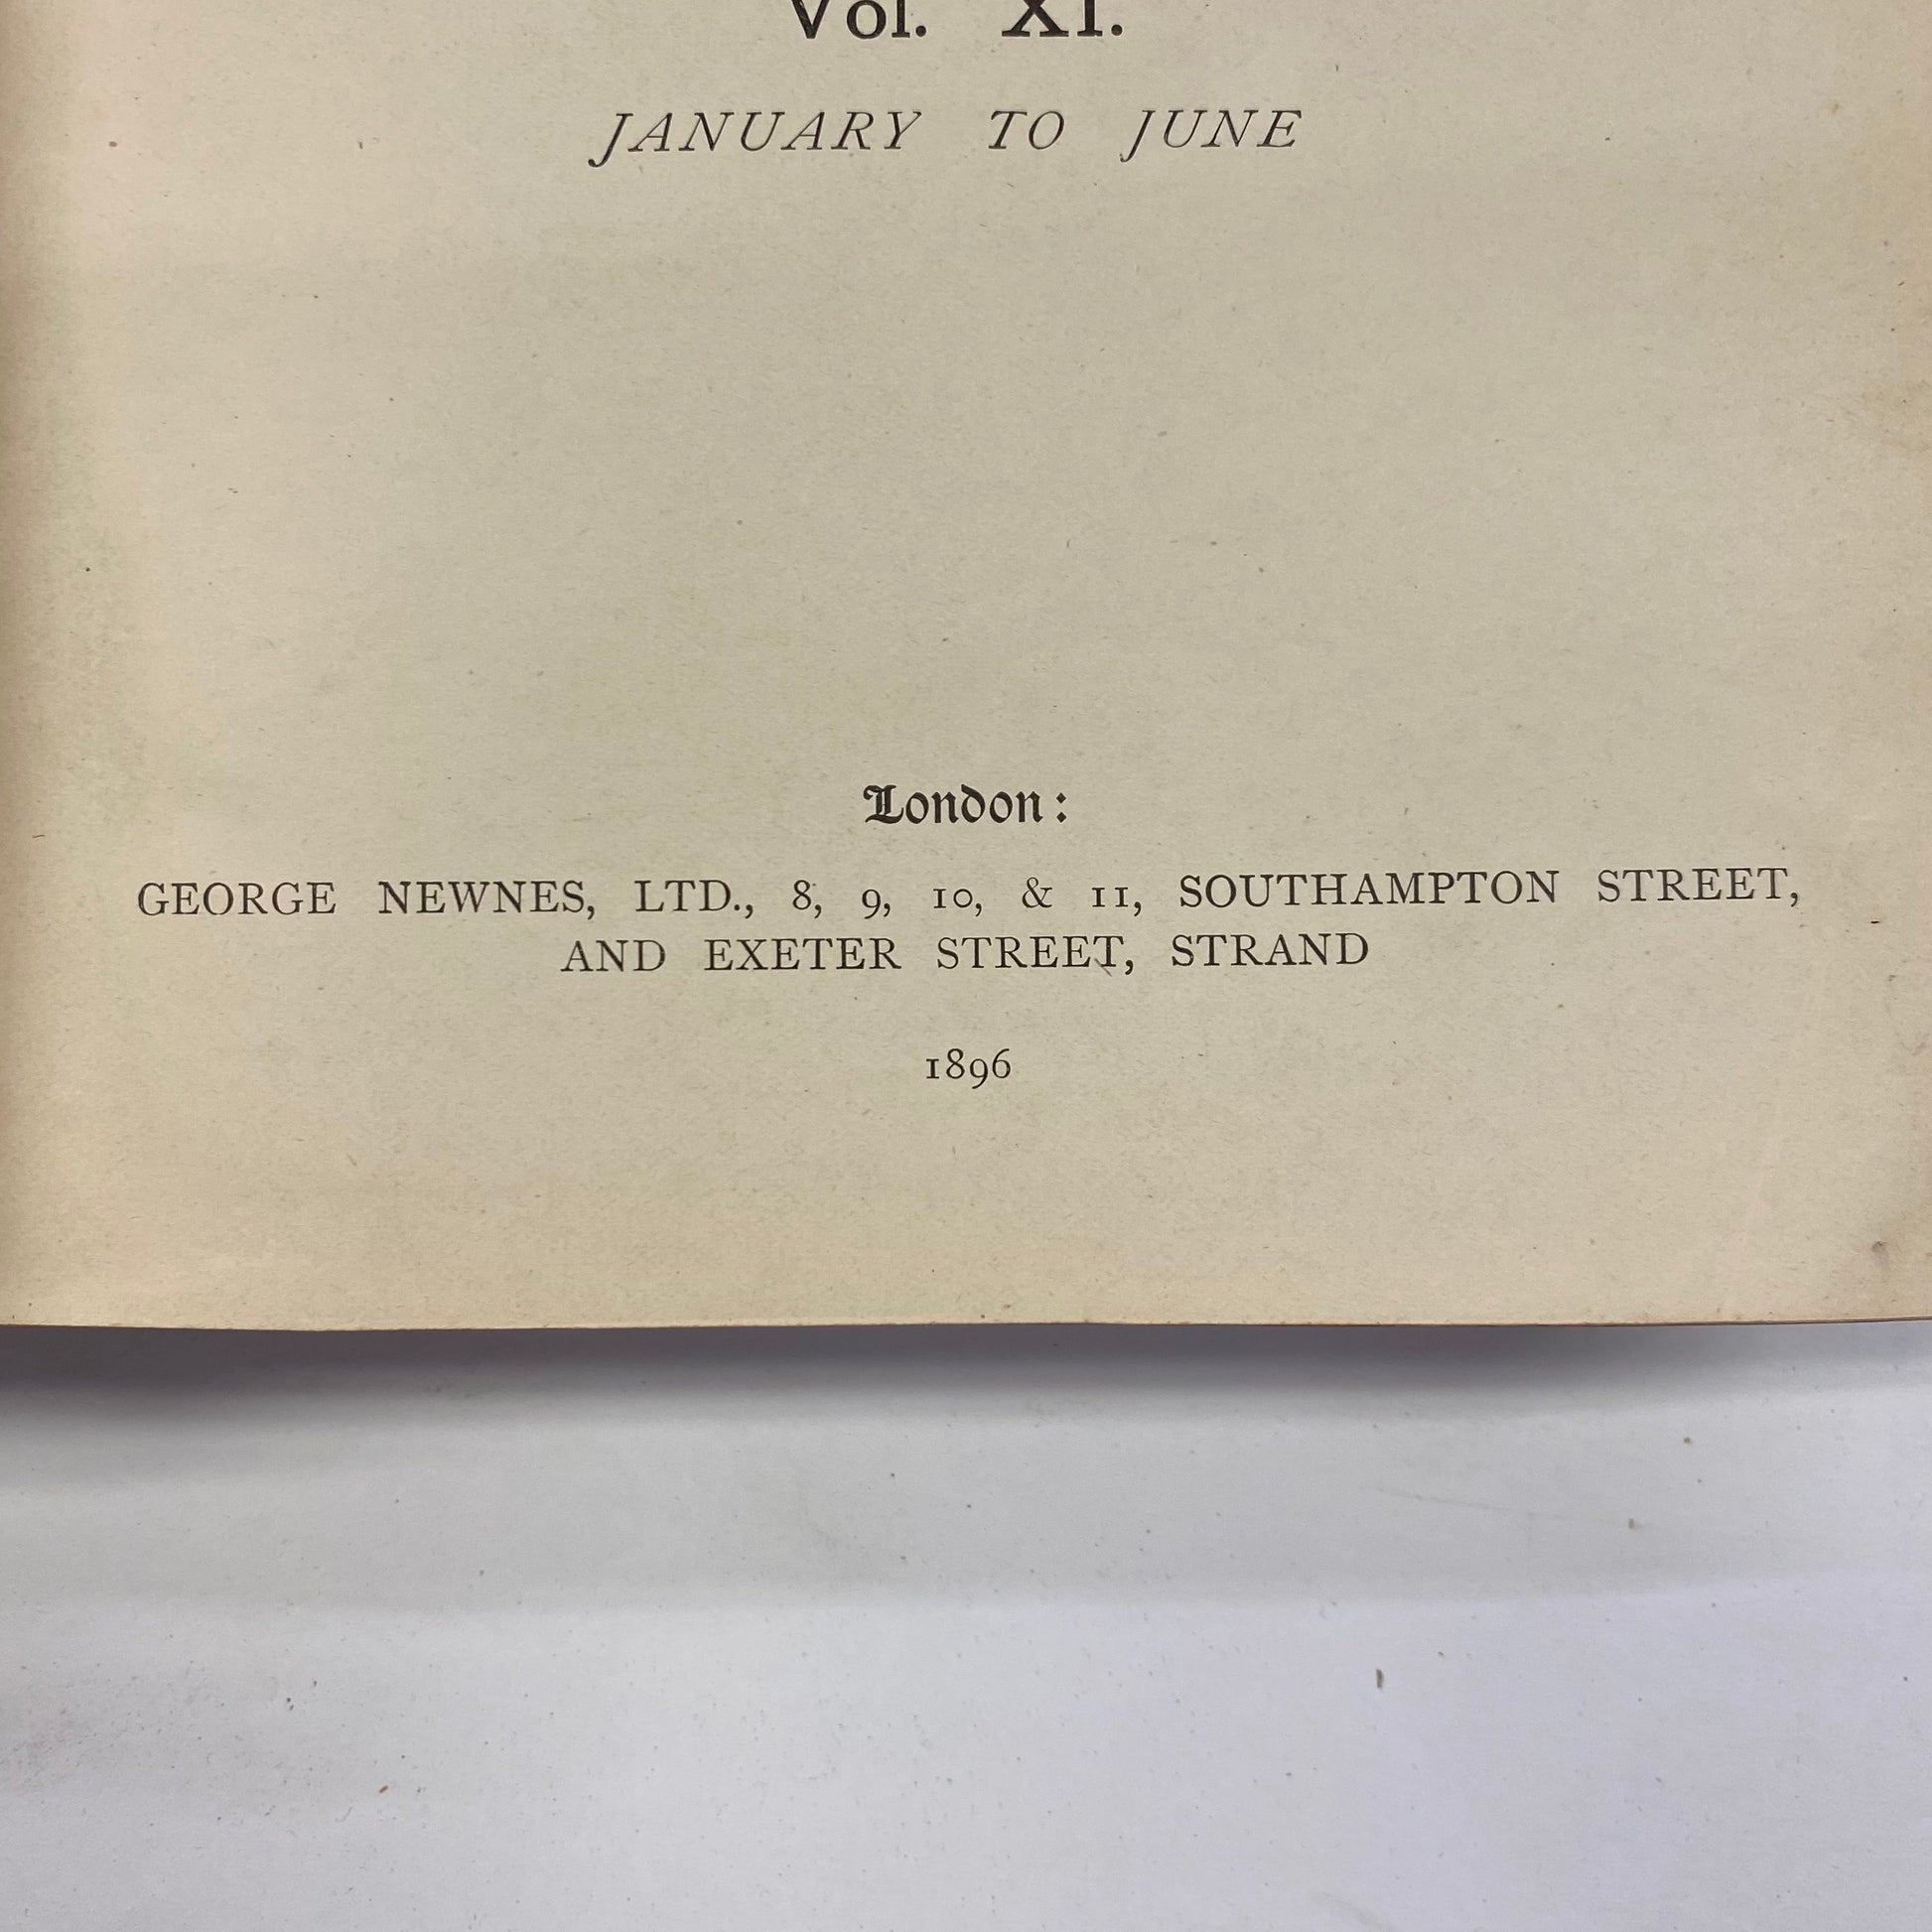 Vol. XI.
JANUARY TO JUNE
London:
GEORGE NEWNES, LTD., 8, 9, 10, & 11, SOUTHAMPTON STREET,
AND EXETER STREET, STRAND
1896